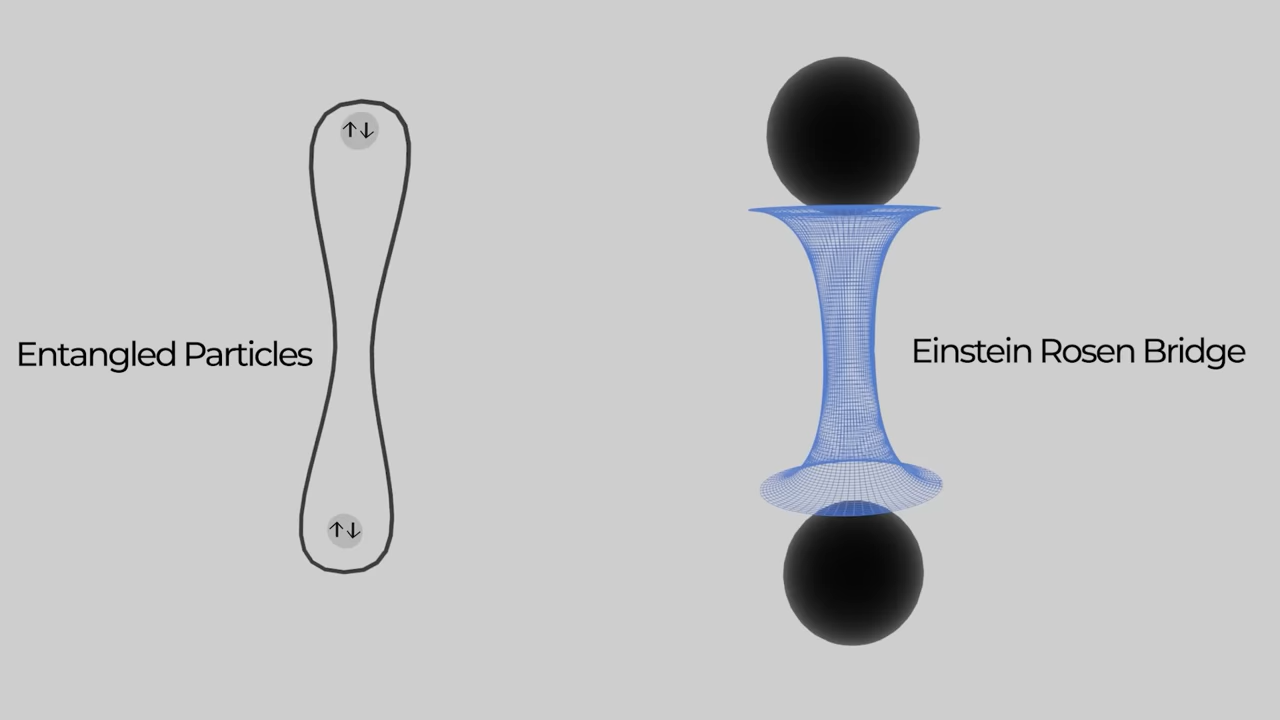 ↑↓
Entangled Particles
Einstein Rosen Bridge
↑↓